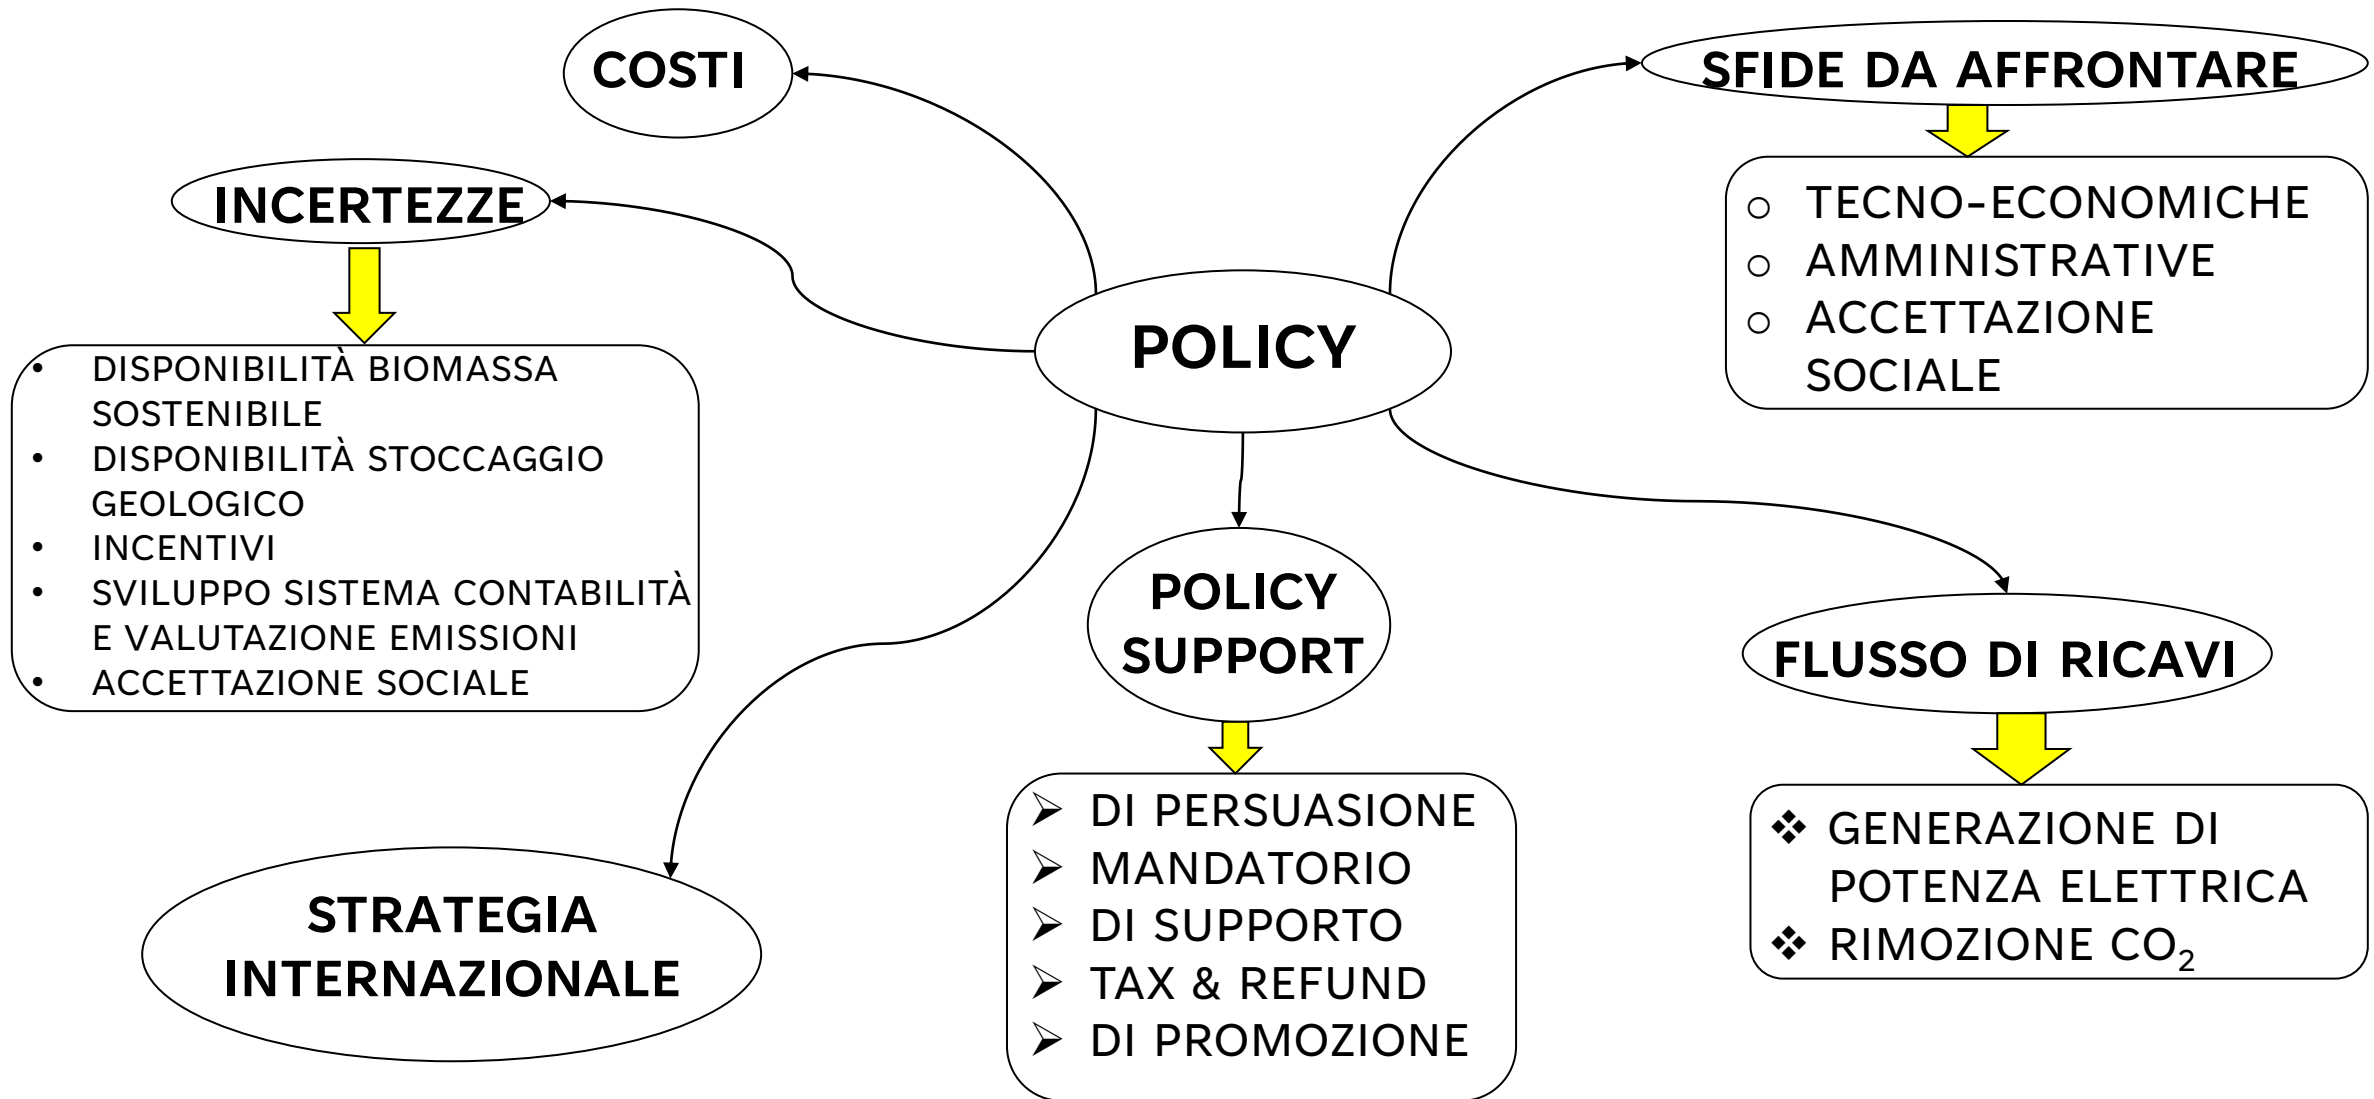 COSTI
SFIDE DA AFFRONTARE
INCERTEZZE
TECNO-ECONOMICHE
AMMINISTRATIVE
ACCETTAZIONE
SOCIALE
POLICY
DISPONIBILITÀ BIOMASSA
SOSTENIBILE
DISPONIBILITÀ STOCCAGGIO
GEOLOGICO
INCENTIVI
SVILUPPO SISTEMA CONTABILITÀ
E VALUTAZIONE EMISSIONI
ACCETTAZIONE SOCIALE
POLICY
SUPPORT
FLUSSO DI RICAVI
STRATEGIA
INTERNAZIONALE
DI PERSUASIONE
MANDATORIO
DI SUPPORTO
TAX & REFUND
DI PROMOZIONE
GENERAZIONE DI
POTENZA ELETTRICA
RIMOZIONE CO₂